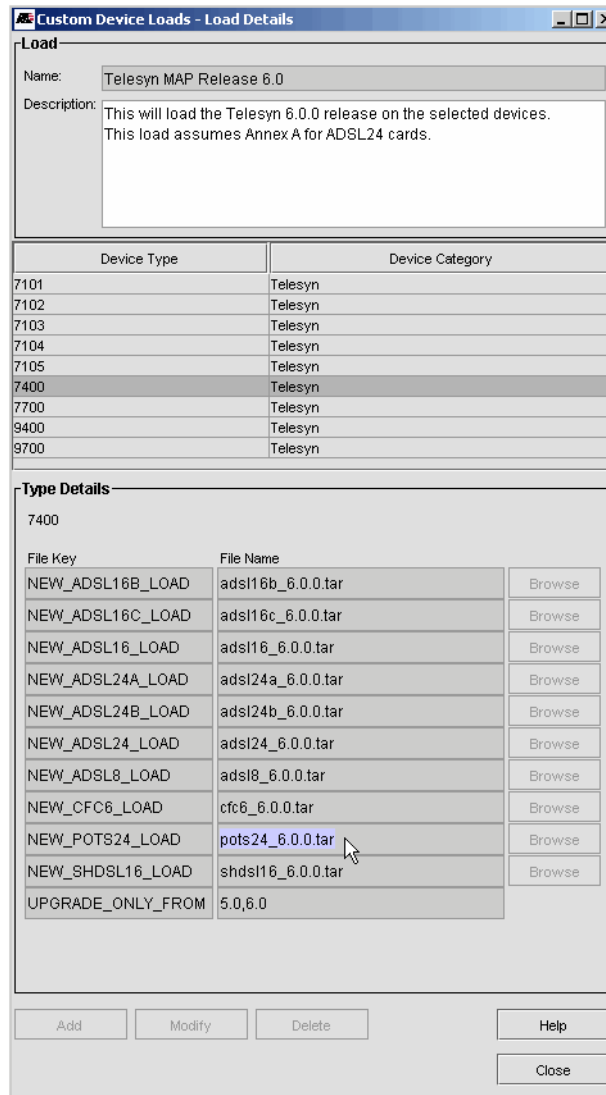 Custom Device Loads - Load Details
Load
Name: Telesyn MAP Release 6.0
Description: This will load the Telesyn 6.0.0 release on the selected devices.
This load assumes Annex A for ADSL24 cards.
Device Type Device Category
7101 Telesyn
7102 Telesyn
7103 Telesyn
7104 Telesyn
7105 Telesyn
7400 Telesyn
7700 Telesyn
9400 Telesyn
9700 Telesyn
Type Details
7400
File Key File Name
NEW_ADSL16B_LOAD adsl16b_6.0.0.tar Browse
NEW_ADSL16C_LOAD adsl16c_6.0.0.tar Browse
NEW_ADSL16_LOAD adsl16_6.0.0.tar Browse
NEW_ADSL24A_LOAD adsl24a_6.0.0.tar Browse
NEW_ADSL24B_LOAD adsl24b_6.0.0.tar Browse
NEW_ADSL24_LOAD adsl24_6.0.0.tar Browse
NEW_ADSL8_LOAD adsl8_6.0.0.tar Browse
NEW_CFC6_LOAD cfc6_6.0.0.tar Browse
NEW_POTS24_LOAD pots24_6.0.0.tar Browse
NEW_SHDSL16_LOAD shdsl16_6.0.0.tar Browse
UPGRADE_ONLY_FROM 5.0,6.0
Add Modify Delete Help
Close